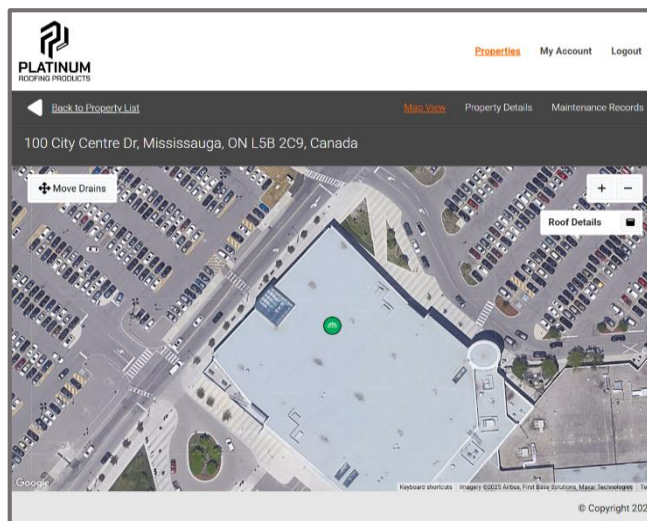 PLATINUM
ROOFING PRODUCTS
Properties My Account Logout
Back to Property List
Map View Property Details Maintenance Records
100 City Centre Dr, Mississauga, ON L5B 2C9, Canada
Move Drains
+ −
Roof Details
Google
Keyboard shortcuts Imagery ©2025 Airbus, First Base Solutions, Maxar Technologies Te
© Copyright 202